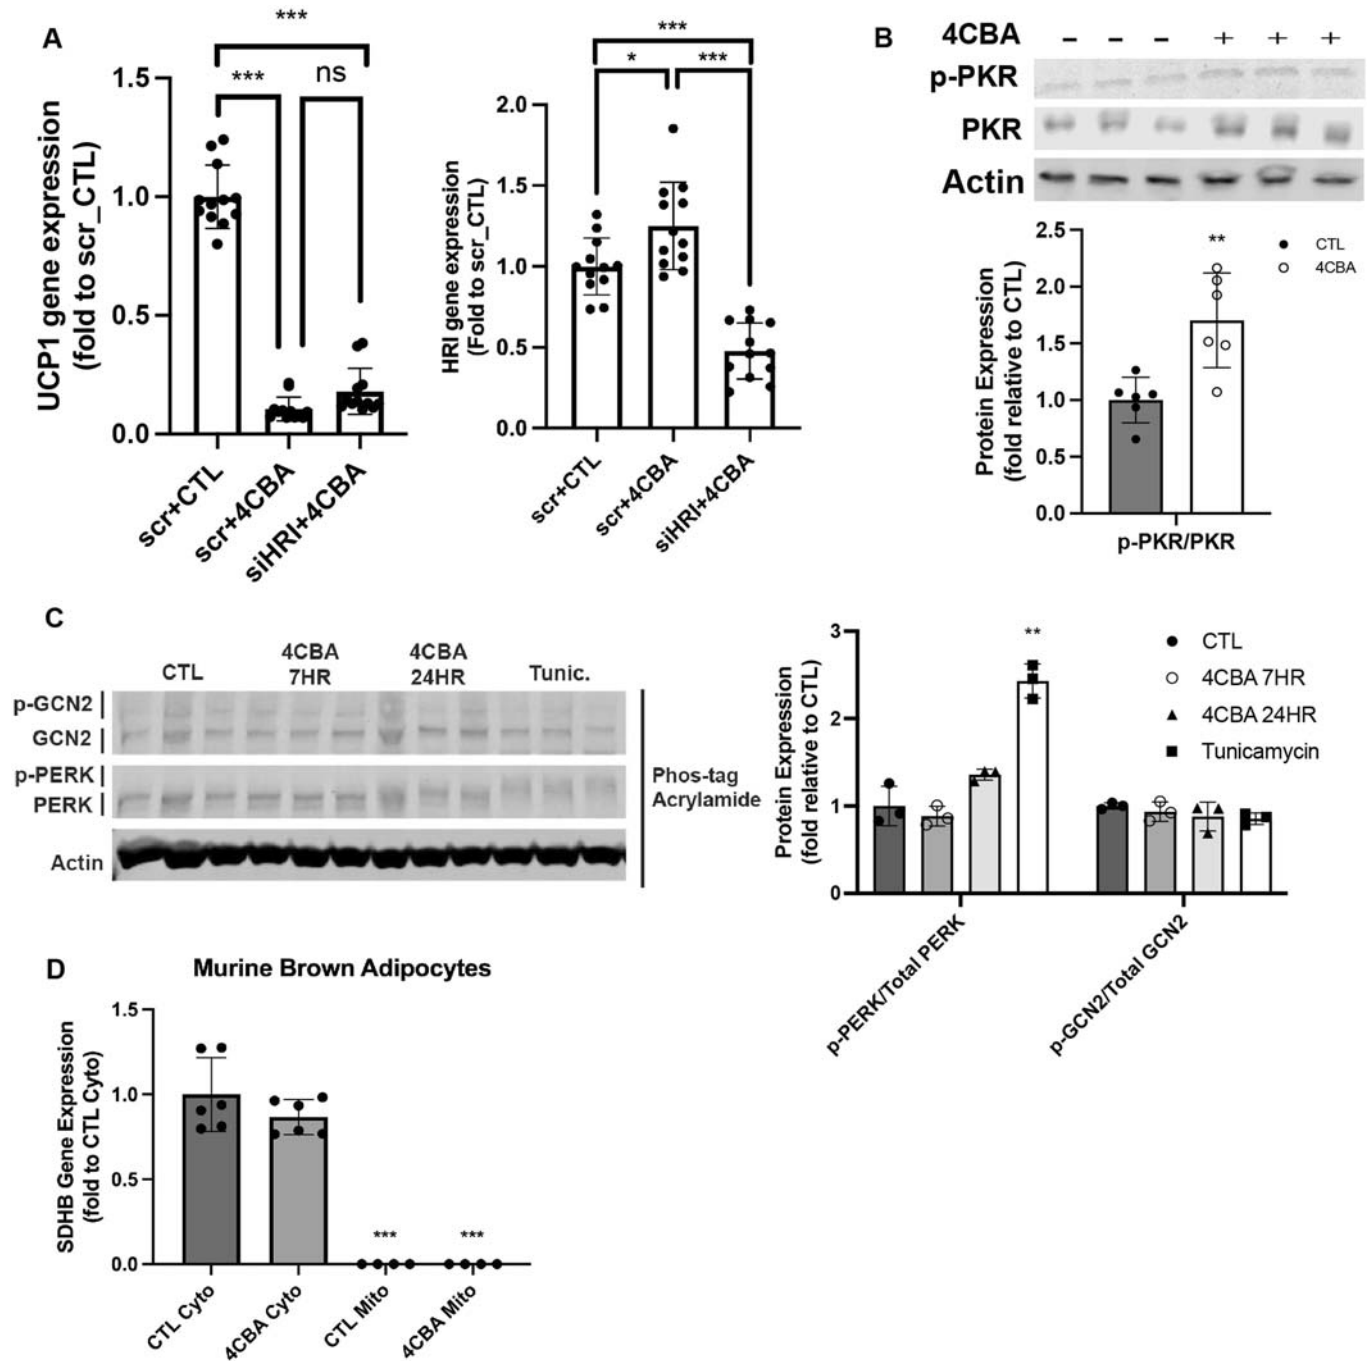 A
***
***
ns
1.5
1.0
0.5
0.0
UCP1 gene expression
(fold to scr_CTL)
scr+CTL
scr+4CBA
siHRI+4CBA
***
*
***
2.0
1.5
1.0
0.5
0.0
HRI gene expression
(Fold to scr_CTL)
scr+CTL
scr+4CBA
siHRI+4CBA
B
4CBA - - - + + +
p-PKR
PKR
Actin
2.5
2.0
1.5
1.0
0.5
0.0
Protein Expression
(fold relative to CTL)
**
CTL
4CBA
p-PKR/PKR
C
CTL
4CBA
7HR
4CBA
24HR
Tunic.
p-GCN2
GCN2
p-PERK
PERK
Actin
Phos-tag
Acrylamide
3
2
1
0
Protein Expression
(fold relative to CTL)
**
CTL
4CBA 7HR
4CBA 24HR
Tunicamycin
p-PERK/Total PERK
p-GCN2/Total GCN2
D
Murine Brown Adipocytes
1.5
1.0
0.5
0.0
SDHB Gene Expression
(fold to CTL Cyto)
***
***
CTL Cyto
4CBA Cyto
CTL Mito
4CBA Mito